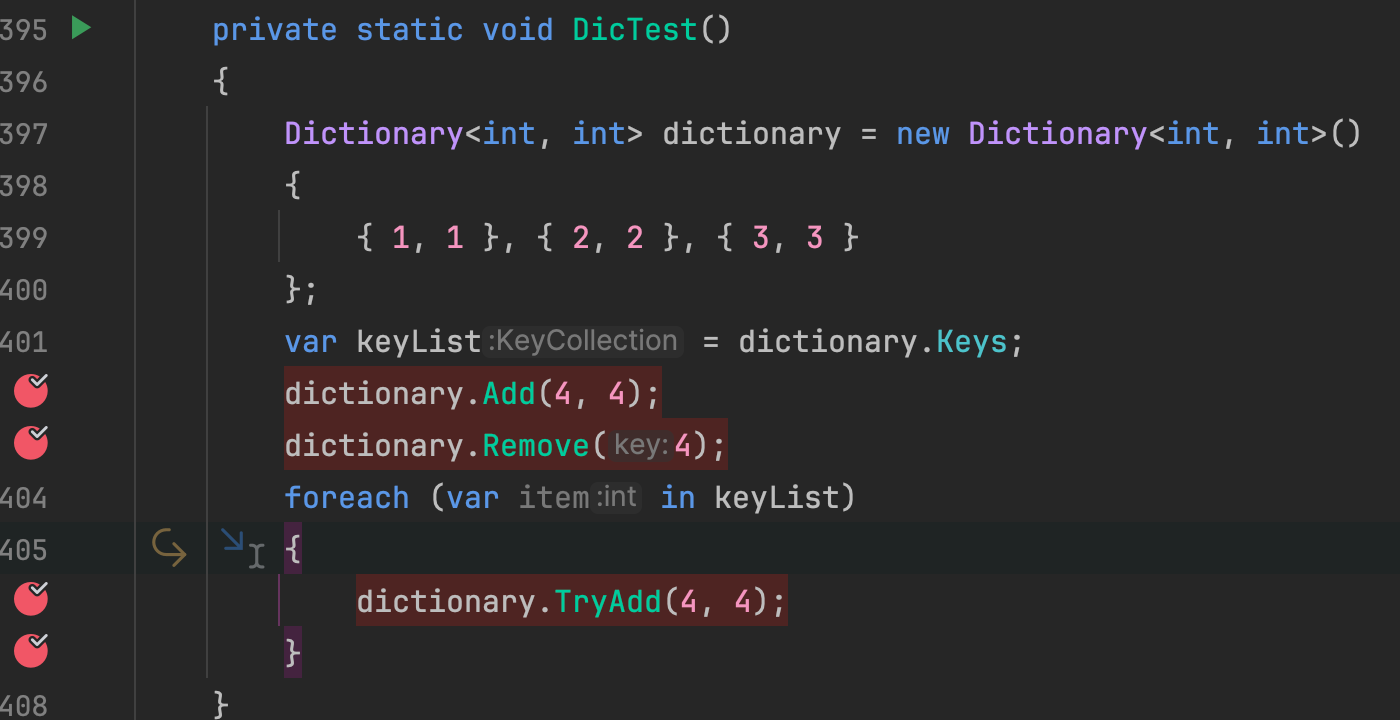 395 private static void DicTest()
396 {
397 Dictionary<int, int> dictionary = new Dictionary<int, int>()
398 {
399 { 1, 1 }, { 2, 2 }, { 3, 3 }
400 };
401 var keyList :KeyCollection = dictionary.Keys;
dictionary.Add(4, 4);
dictionary.Remove( key: 4);
404 foreach (var item :int in keyList)
405 {
dictionary.TryAdd(4, 4);
}
408 }